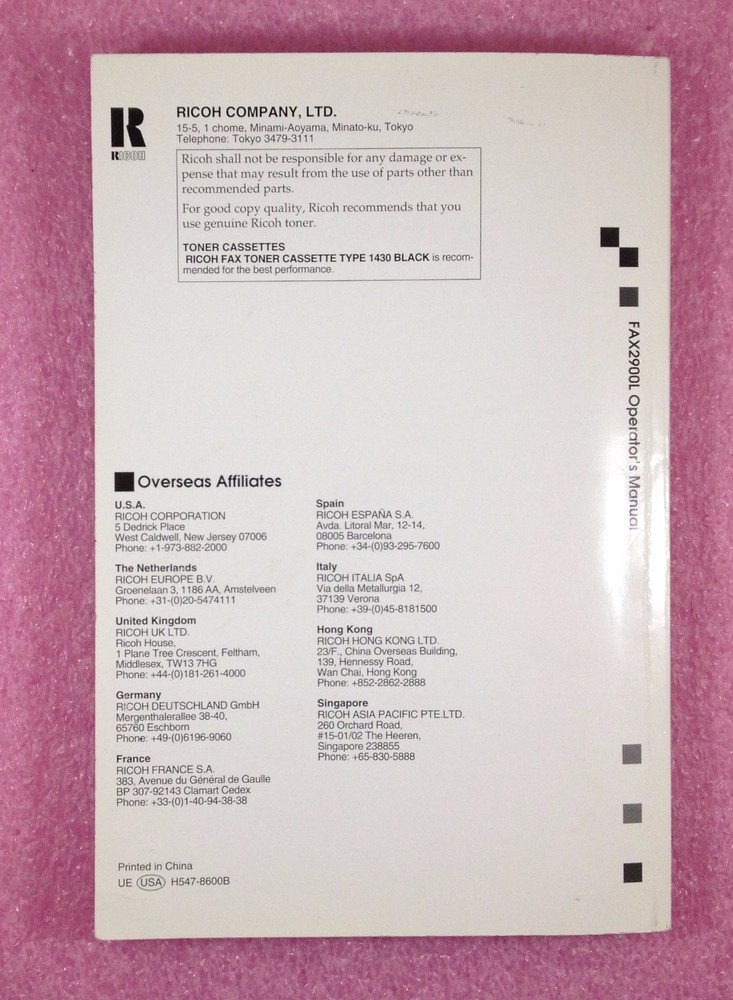 R
RICOH
RICOH COMPANY, LTD.
15-5, 1 chome, Minami-Aoyama, Minato-ku, Tokyo
Telephone: Tokyo 3479-3111
Ricoh shall not be responsible for any damage or ex-
pense that may result from the use of parts other than
recommended parts.
For good copy quality, Ricoh recommends that you
use genuine Ricoh toner.
TONER CASSETTES
RICOH FAX TONER CASSETTE TYPE 1430 BLACK is recom-
mended for the best performance.
FAX2900L Operator's Manual
Overseas Affiliates
U.S.A.
RICOH CORPORATION
5 Dedrick Place
West Caldwell, New Jersey 07006
Phone: +1-973-882-2000
The Netherlands
RICOH EUROPE B.V.
Groenelaan 3, 1186 AA, Amstelveen
Phone: +31-(0)20-5474111
United Kingdom
RICOH UK LTD.
Ricoh House,
1 Plane Tree Crescent, Feltham,
Middlesex, TW13 7HG
Phone: +44-(0)181-261-4000
Germany
RICOH DEUTSCHLAND GmbH
Mergenthalerallee 38-40,
65760 Eschborn
Phone: +49-(0)6196-9060
France
RICOH FRANCE S.A.
383, Avenue du Général de Gaulle
BP 307-92143 Clamart Cedex
Phone: +33-(0)1-40-94-38-38
Spain
RICOH ESPAÑA S.A.
Avda. Litoral Mar, 12-14,
08005 Barcelona
Phone: +34-(0)93-295-7600
Italy
RICOH ITALIA SpA
Via della Metallurgia 12,
37139 Verona
Phone: +39-(0)45-8181500
Hong Kong
RICOH HONG KONG LTD.
23/F., China Overseas Building,
139, Hennessy Road,
Wan Chai, Hong Kong
Phone: +852-2862-2888
Singapore
RICOH ASIA PACIFIC PTE.LTD.
260 Orchard Road,
#15-01/02 The Heeren,
Singapore 238855
Phone: +65-830-5888
Printed in China
UE USA H547-8600B